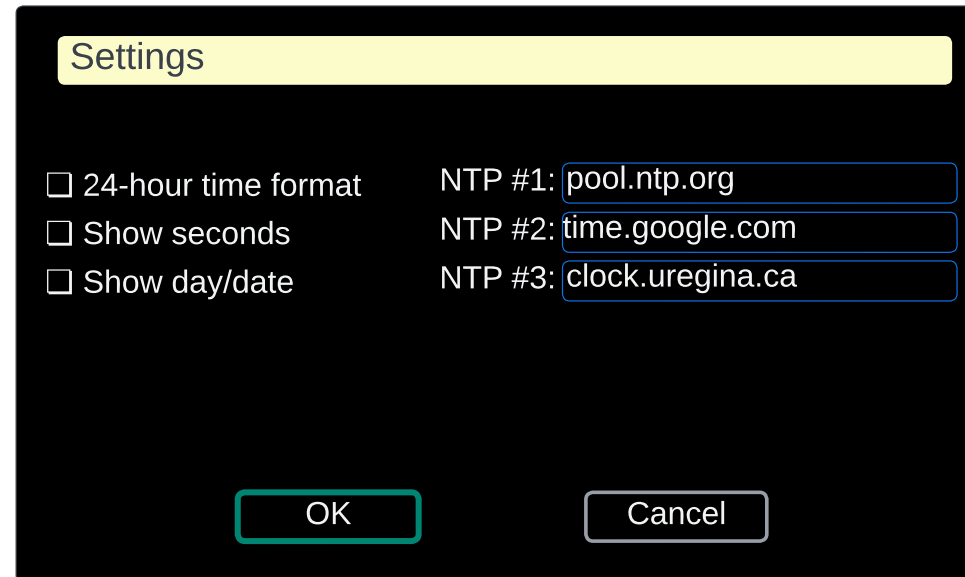 Settings
❏ 24-hour time format
❏ Show seconds
❏ Show day/date
NTP #1: pool.ntp.org
NTP #2: time.google.com
NTP #3: clock.uregina.ca
OK
Cancel